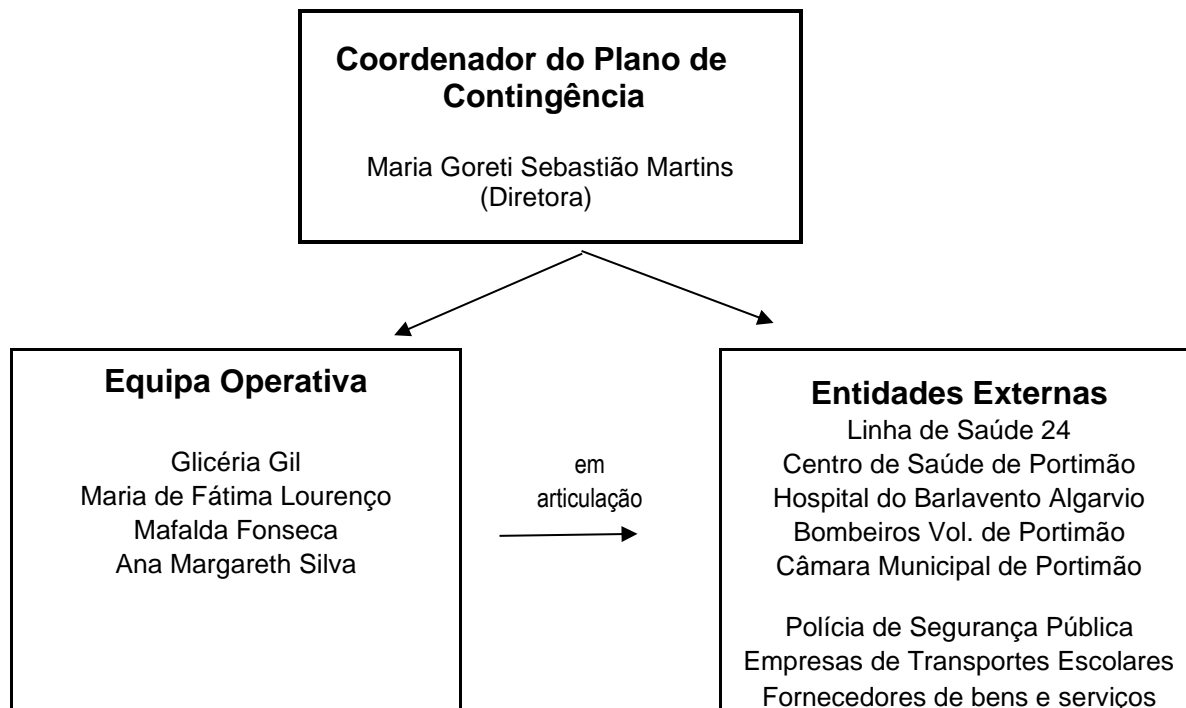 Coordenador do Plano de
Contingência
Maria Goreti Sebastião Martins
(Diretora)
Equipa Operativa
Glicéria Gil
Maria de Fátima Lourenço
Mafalda Fonseca
Ana Margareth Silva
em
articulação
Entidades Externas
Linha de Saúde 24
Centro de Saúde de Portimão
Hospital do Barlavento Algarvio
Bombeiros Vol. de Portimão
Câmara Municipal de Portimão
Polícia de Segurança Pública
Empresas de Transportes Escolares
Fornecedores de bens e serviços